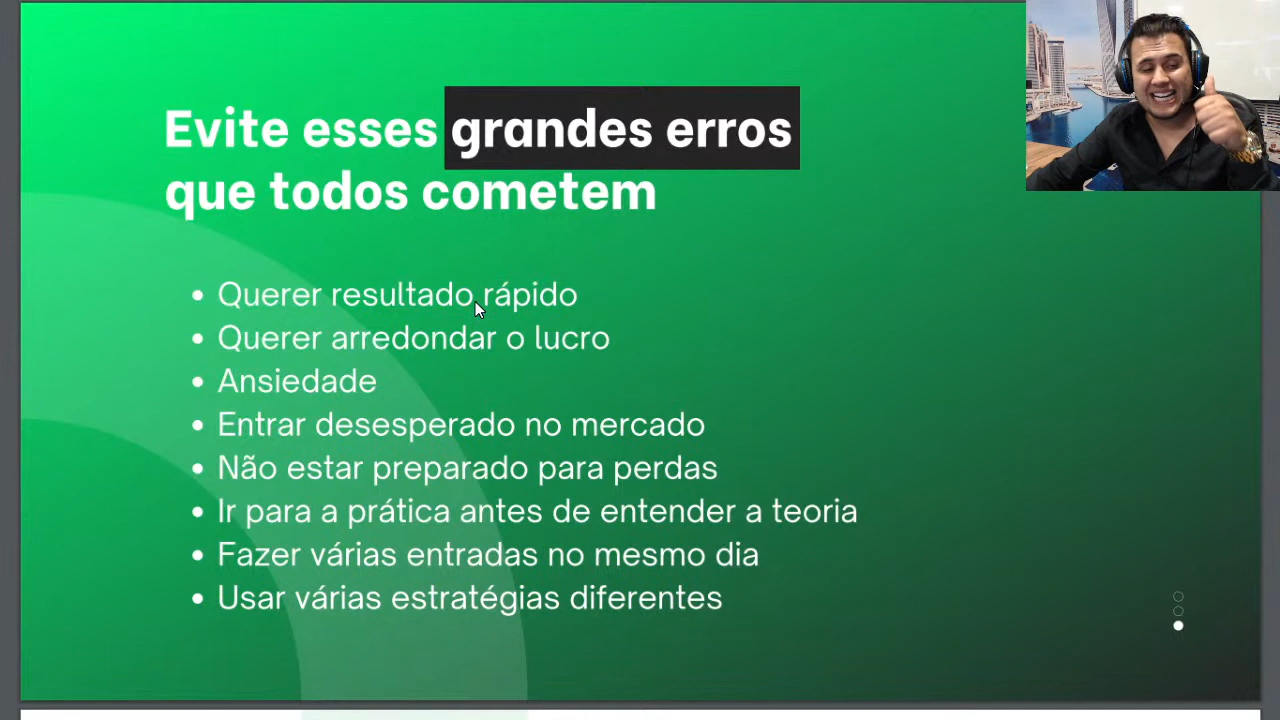 Evite esses grandes erros
que todos cometem
Querer resultado rápido
Querer arredondar o lucro
Ansiedade
Entrar desesperado no mercado
Não estar preparado para perdas
Ir para a prática antes de entender a teoria
Fazer várias entradas no mesmo dia
Usar várias estratégias diferentes